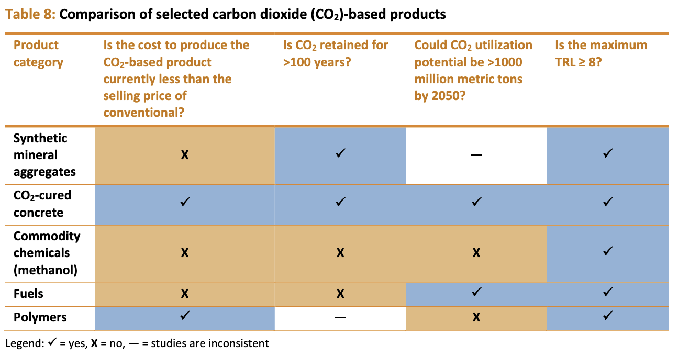 Table 8: Comparison of selected carbon dioxide (CO₂)-based products
Product category
Is the cost to produce the CO₂-based product currently less than the selling price of conventional?
Is CO₂ retained for >100 years?
Could CO₂ utilization potential be >1000 million metric tons by 2050?
Is the maximum TRL ≥ 8?
Synthetic mineral aggregates X ✓ — ✓
CO₂-cured concrete ✓ ✓ ✓ ✓
Commodity chemicals (methanol) X X X ✓
Fuels X X ✓ ✓
Polymers ✓ — X ✓
Legend: ✓ = yes, X = no, — = studies are inconsistent